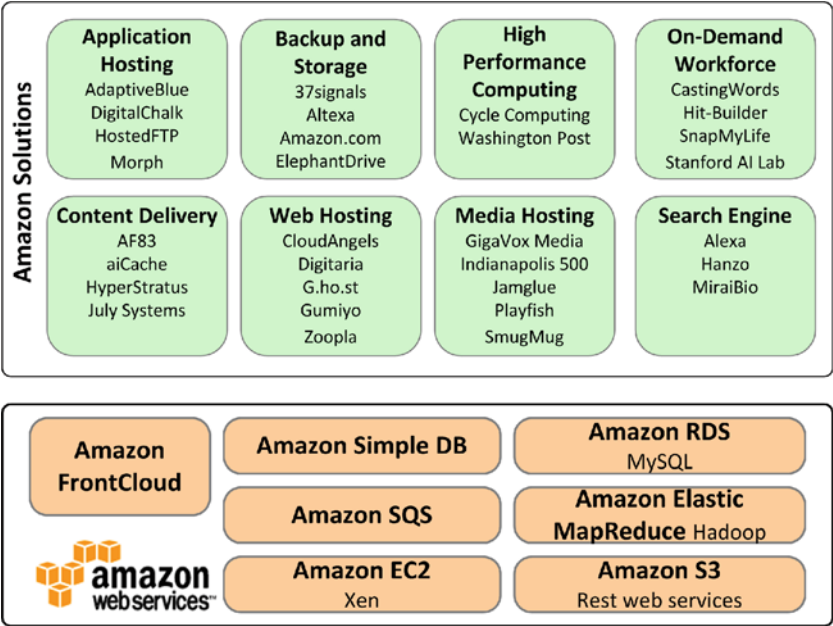 Amazon Solutions
Application
Hosting
AdaptiveBlue
DigitalChalk
HostedFTP
Morph
Backup and
Storage
37signals
Altexa
Amazon.com
ElephantDrive
High
Performance
Computing
Cycle Computing
Washington Post
On-Demand
Workforce
CastingWords
Hit-Builder
SnapMyLife
Stanford AI Lab
Content Delivery
AF83
aiCache
HyperStratus
July Systems
Web Hosting
CloudAngels
Digitaria
G.ho.st
Gumiyo
Zoopla
Media Hosting
GigaVox Media
Indianapolis 500
Jamglue
Playfish
SmugMug
Search Engine
Alexa
Hanzo
MiraiBio
Amazon
FrontCloud
Amazon Simple DB
Amazon RDS
MySQL
Amazon SQS
Amazon Elastic
MapReduce Hadoop
Amazon EC2
Xen
Amazon S3
Rest web services
amazon
webservices™